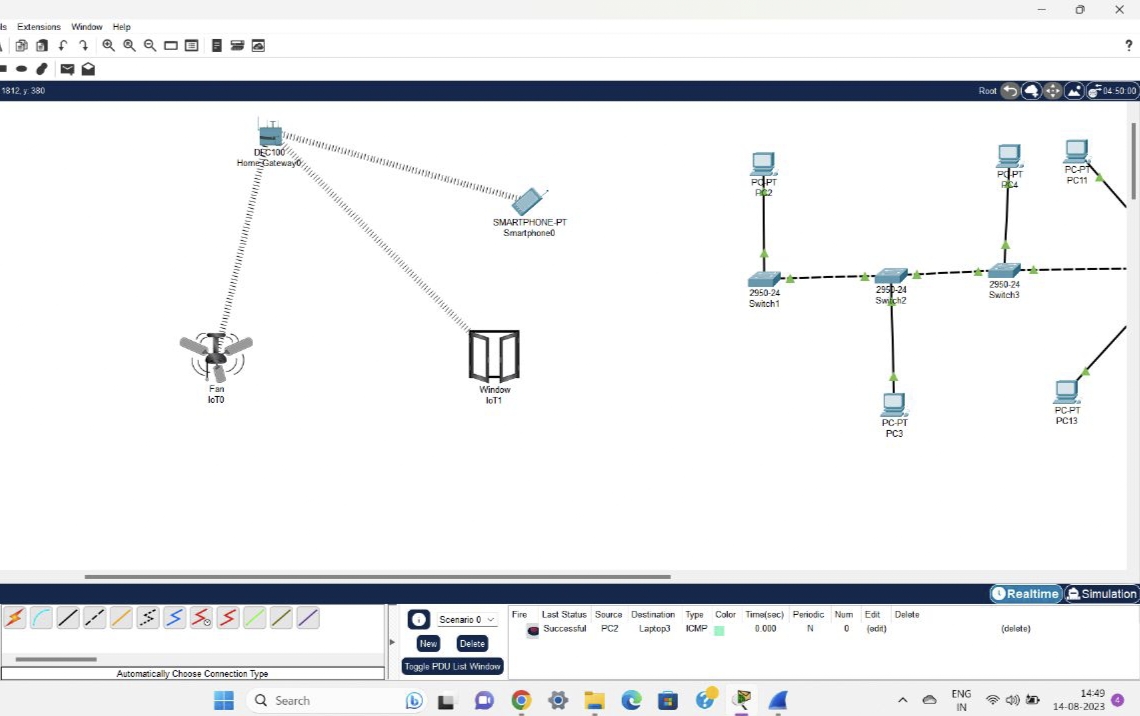 ls Extensions Window Help
?
1812, y: 380
Root
04:50:00
DLC100
Home Gateway0
SMARTPHONE-PT
Smartphone0
Fan
IoT0
Window
IoT1
PC-PT
PC2
PC-PT
PC4
PC-PT
PC11
2950-24
Switch1
2950-24
Switch2
2950-24
Switch3
PC-PT
PC3
PC-PT
PC13
Realtime
Simulation
Scenario 0
New
Delete
Toggle PDU List Window
Automatically Choose Connection Type
Fire Last Status Source Destination Type Color Time(sec) Periodic Num Edit Delete
Successful PC2 Laptop3 ICMP 0.000 N 0 (edit) (delete)
Search
ENG
IN
14:49
14-08-2023
4